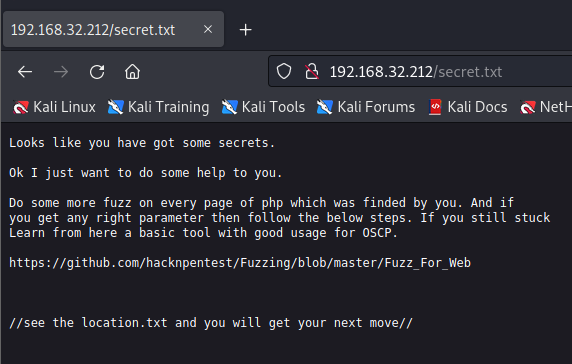 192.168.32.212/secret.txt
192.168.32.212/secret.txt
Kali Linux Kali Training Kali Tools Kali Forums Kali Docs NetH
Looks like you have got some secrets.
Ok I just want to do some help to you.
Do some more fuzz on every page of php which was finded by you. And if
you get any right parameter then follow the below steps. If you still stuck
Learn from here a basic tool with good usage for OSCP.
https://github.com/hacknpentest/Fuzzing/blob/master/Fuzz_For_Web
//see the location.txt and you will get your next move//